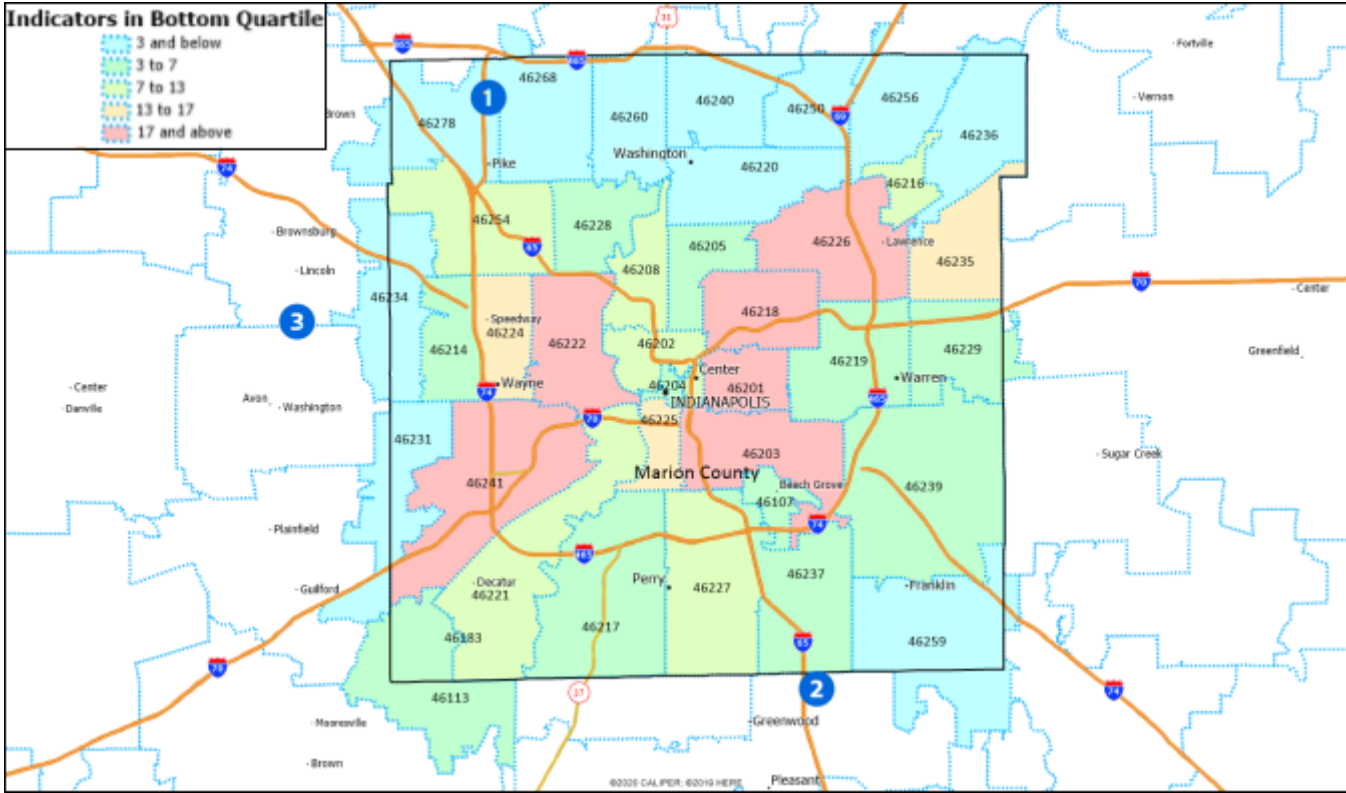 Indicators in Bottom Quartile
3 and below
3 to 7
7 to 13
13 to 17
17 and above
31
Fortville
465
465
46268
1
46240
46250
46256
Vernon
Brown
46278
46260
69
46236
Washington
Pike
46220
74
46216
46254
46228
46226
Lawrence
Brownsburg
65
46205
46235
Lincoln
46208
70
Center
46234
3
46218
Speedway
46224
46222
46202
46214
46219
46229
Greenfield
Center
Wayne
46204
Center
46201
Warren
Danville
Avon
Washington
74
INDIANAPOLIS
465
46231
70
46225
46203
Sugar Creek
Marion County
46241
Beech Grove
46107
46239
Plainfield
74
465
Guilford
Decatur
46221
Perry
46227
46237
Franklin
46183
46217
65
46259
70
46113
37
2
74
Mooresville
Greenwood
Brown
©2020 CALIPER; ©2019 HERE
Pleasant